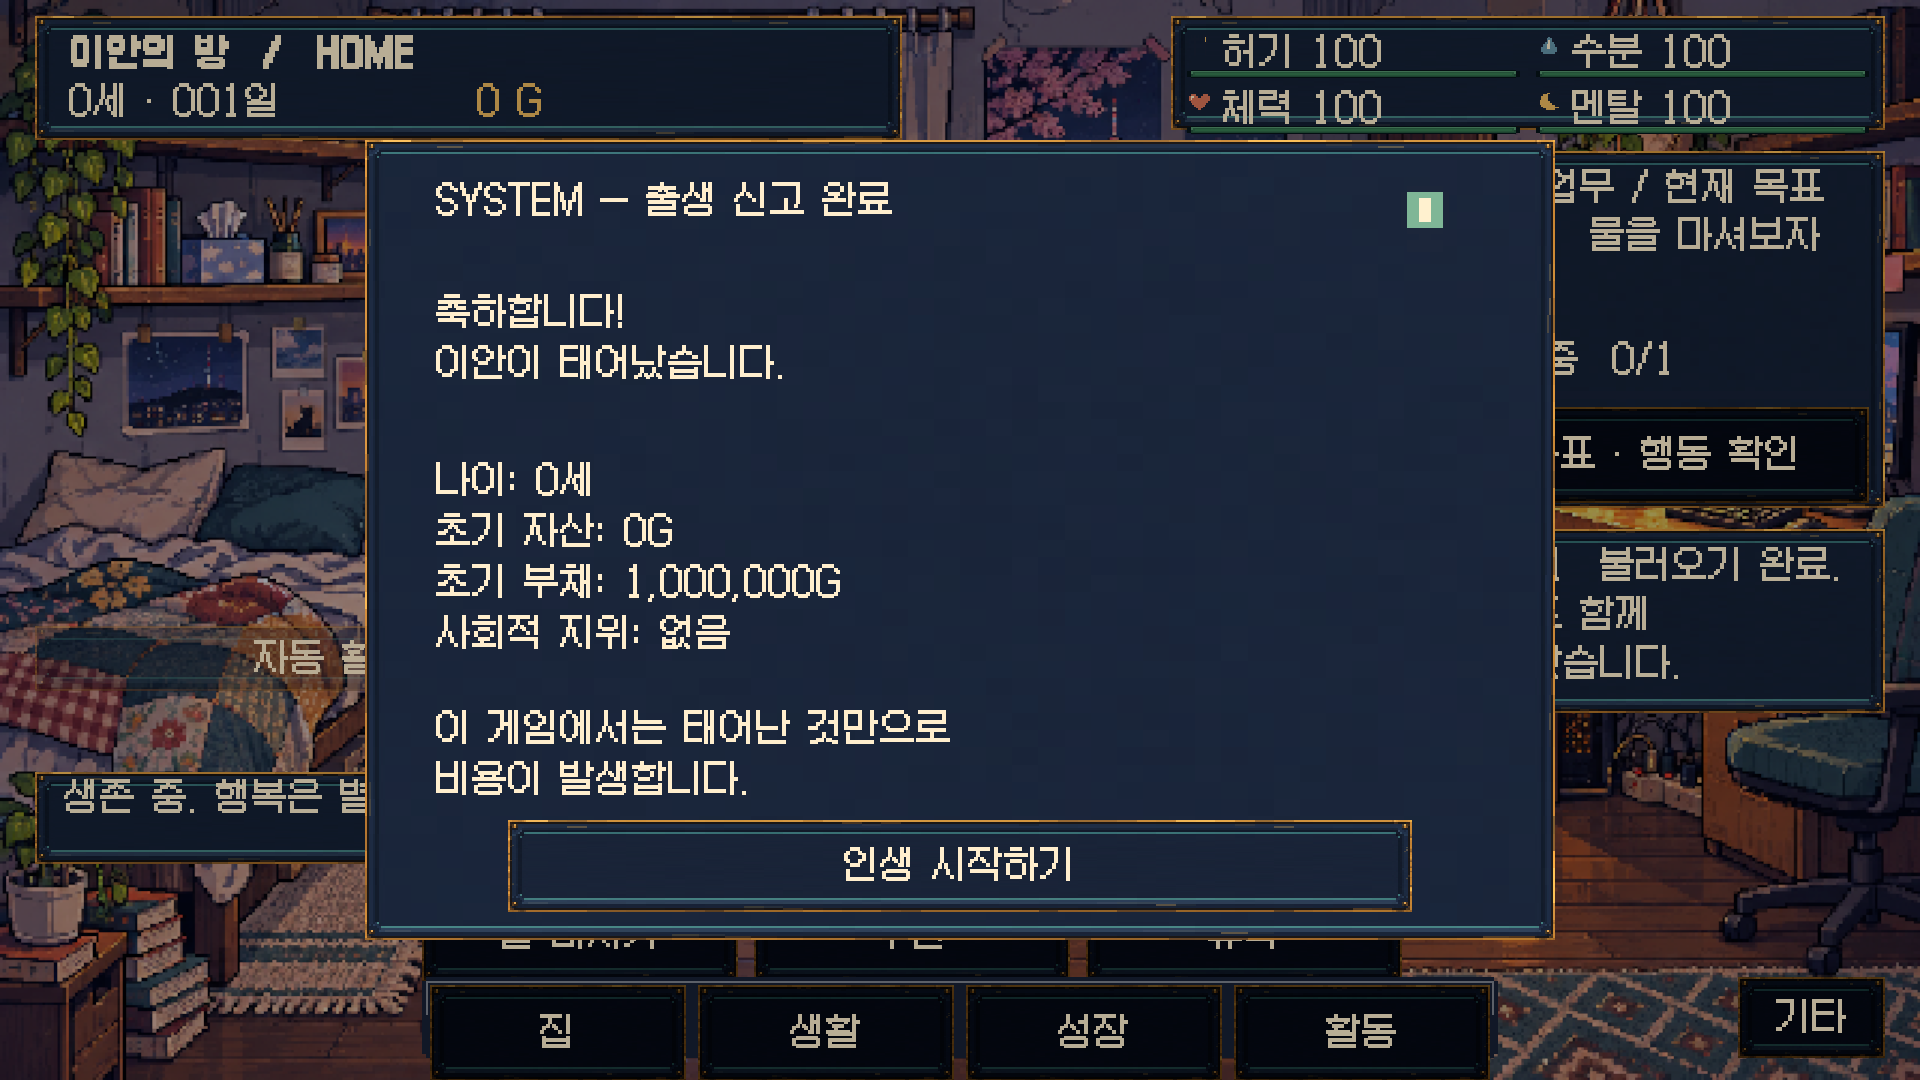 이안의 방 / HOME
0세 · 001일 0 G
허기 100 수분 100
체력 100 멘탈 100
SYSTEM — 출생 신고 완료
축하합니다!
이안이 태어났습니다.
나이: 0세
초기 자산: 0G
초기 부채: 1,000,000G
사회적 지위: 없음
이 게임에서는 태어난 것만으로
비용이 발생합니다.
인생 시작하기
/ 현재 목표
물을 마셔보자
0/1
· 행동 확인
불러오기 완료.
함께
자동
생존 중. 행복은
집 생활 성장 활동
기타